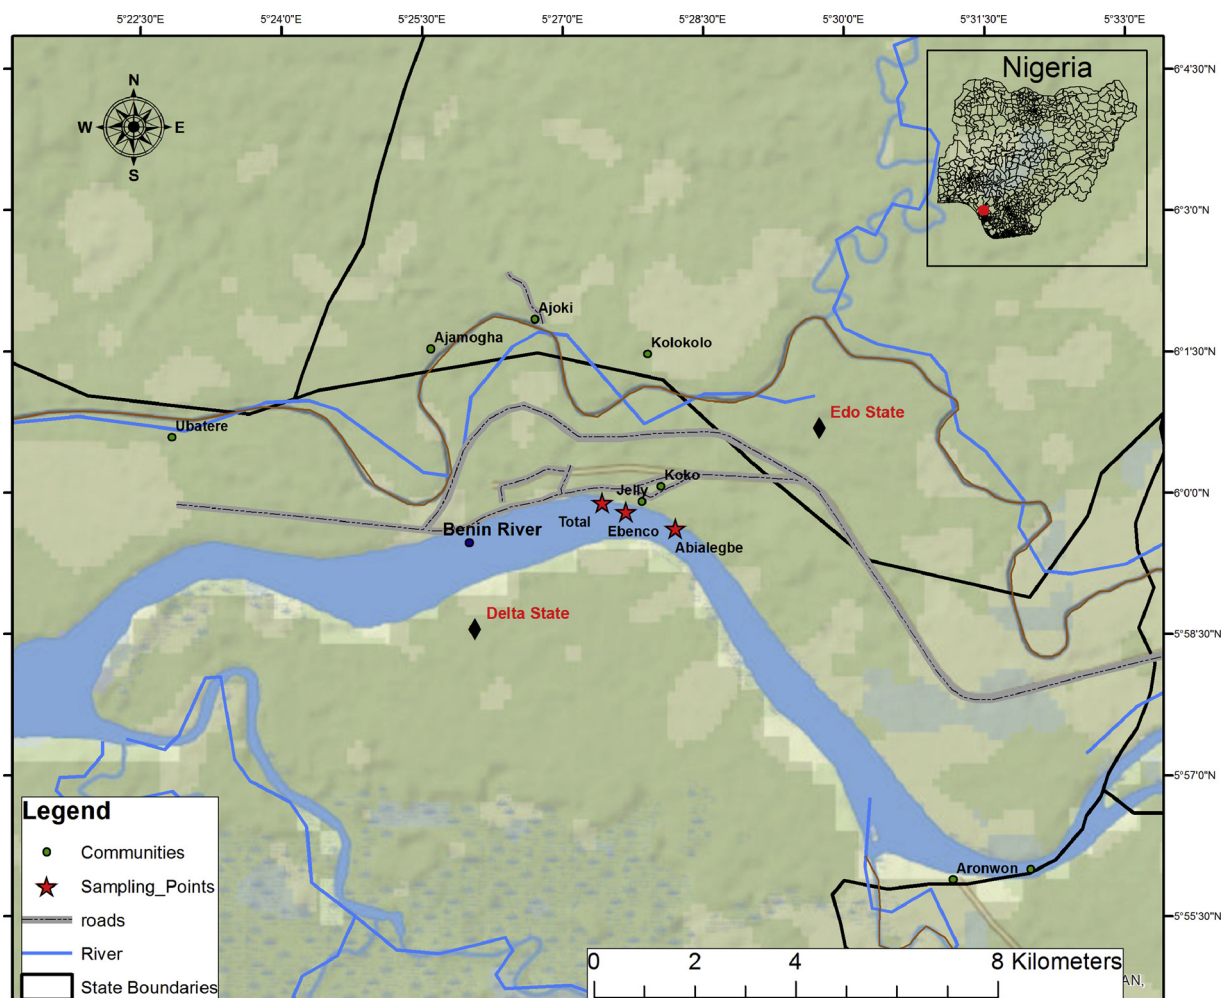 5°22'30"E 5°24'0"E 5°25'30"E 5°27'0"E 5°28'30"E 5°30'0"E 5°31'30"E 5°33'0"E
6°4'30"N
Nigeria
N
W E
S
6°3'0"N
Ajoki
Ajamogha
Kolokolo
6°1'30"N
Edo State
Ubatere
Koko
Jelly
6°0'0"N
Total
Benin River
Ebenco
Abialegbe
Delta State
5°58'30"N
5°57'0"N
Legend
Communities
Sampling_Points
roads
River
State Boundaries
Aronwon
5°55'30"N
0 2 4 8 Kilometers
AN,